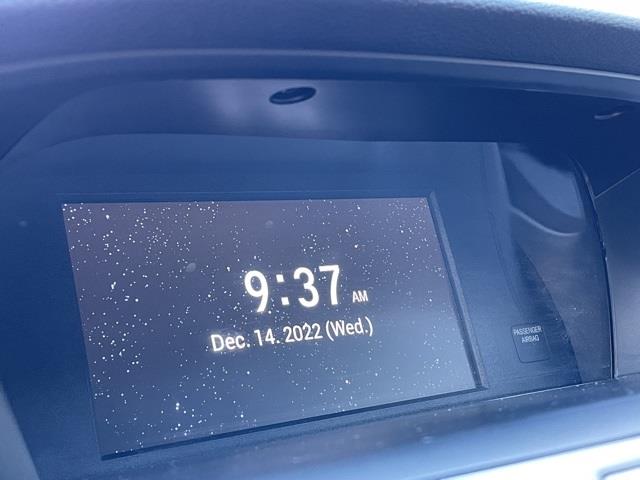 9:37 AM
Dec. 14. 2022 (Wed.)
PASSENGER
AIRBAG